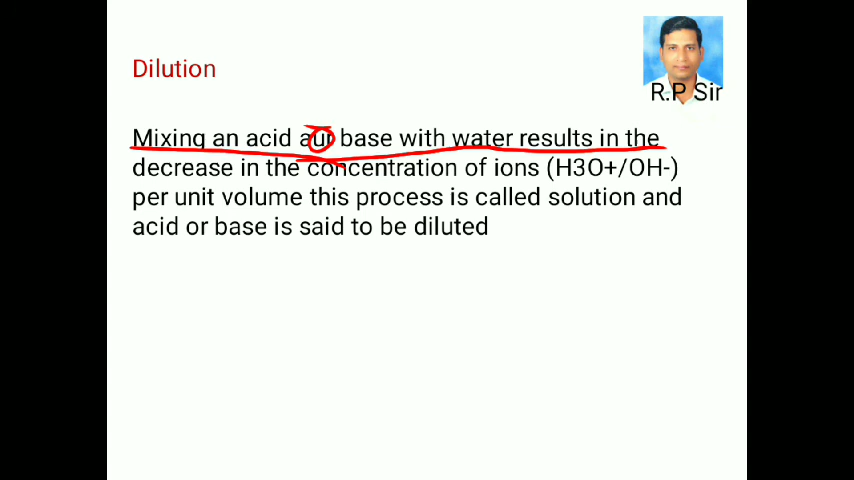 Dilution
R.P Sir
Mixing an acid aur base with water results in the
decrease in the concentration of ions (H3O+/OH-)
per unit volume this process is called solution and
acid or base is said to be diluted